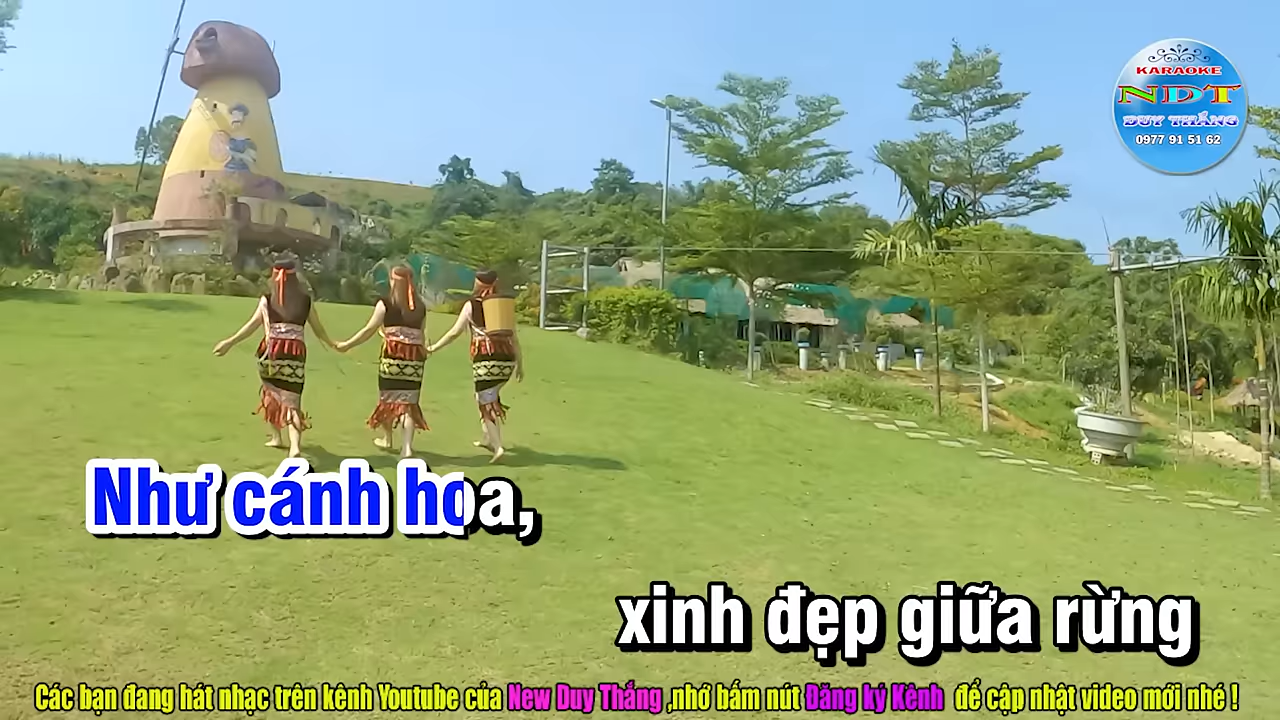 KARAOKE
NDT
DUY THẮNG
0977 91 51 62
Như cánh hoa,
xinh đẹp giữa rừng
Các bạn đang hát nhạc trên kênh Youtube của New Duy Thắng ,nhớ bấm nút Đăng ký Kênh để cập nhật video mới nhé !